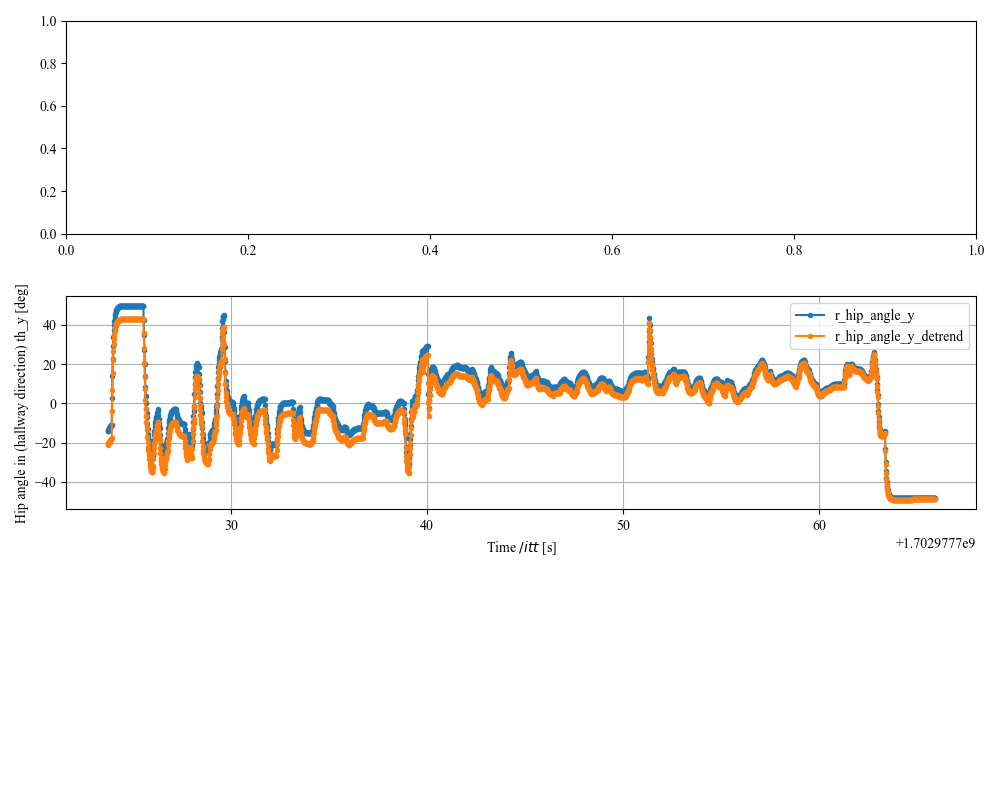 1.0
0.8
0.6
0.4
0.2
0.0
0.0 0.2 0.4 0.6 0.8 1.0
Hip angle in (hallway direction) th_y [deg]
40
20
0
−20
−40
r_hip_angle_y
r_hip_angle_y_detrend
30 40 50 60
Time /itt [s]
+1.7029777e9